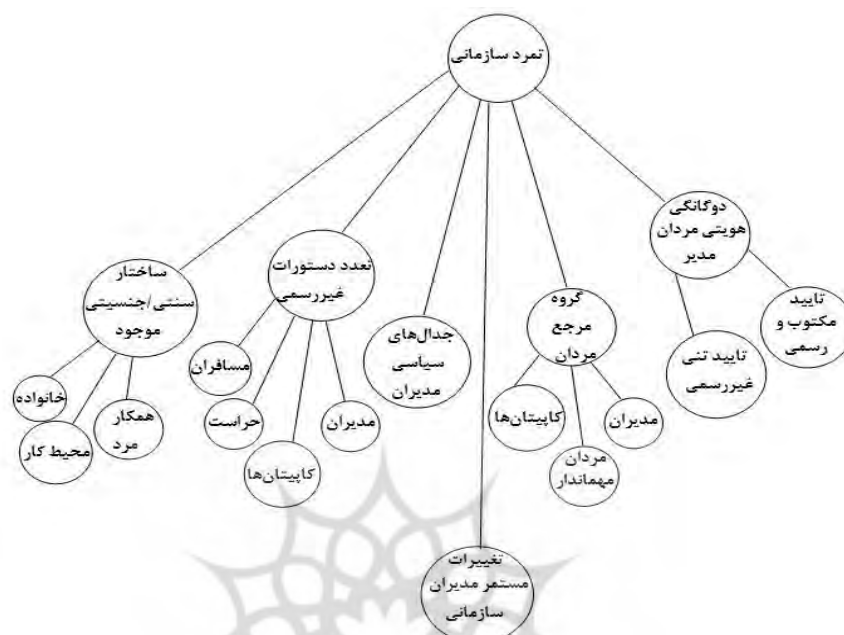 تمرد سازمانی
دوگانگی
هویتی مردان
مدیر
تایید
مکتوب و
رسمی
تایید تنی
غیررسمی
گروه
مرجع
مردان
مدیران
مردان
مهماندار
کاپیتان‌ها
تغییرات
مستمر مدیران
سازمانی
جدال‌های
سیاسی
مدیران
تعدد دستورات
غیررسمی
مدیران
کاپیتان‌ها
حراست
مسافران
ساختار
سنتی/جنسیتی
موجود
همکار
مرد
محیط کار
خانواده